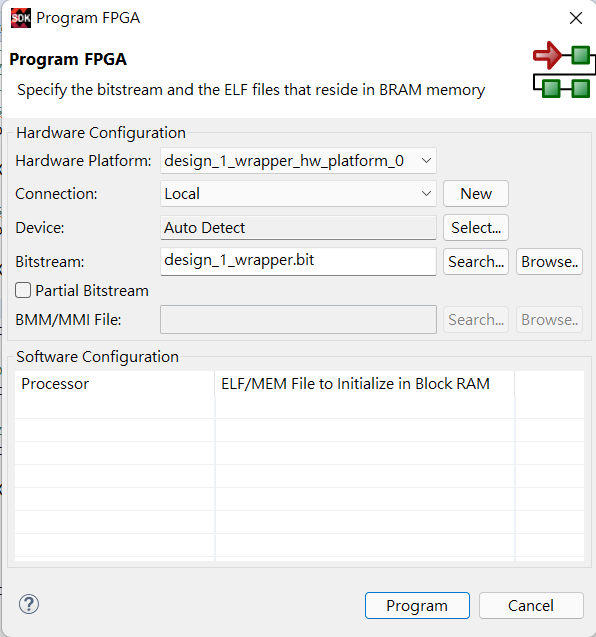 SDK Program FPGA
Program FPGA
Specify the bitstream and the ELF files that reside in BRAM memory
Hardware Configuration
Hardware Platform: design_1_wrapper_hw_platform_0
Connection: Local New
Device: Auto Detect Select...
Bitstream: design_1_wrapper.bit Search... Browse..
Partial Bitstream
BMM/MMI File: Search... Browse..
Software Configuration
Processor ELF/MEM File to Initialize in Block RAM
? Program Cancel